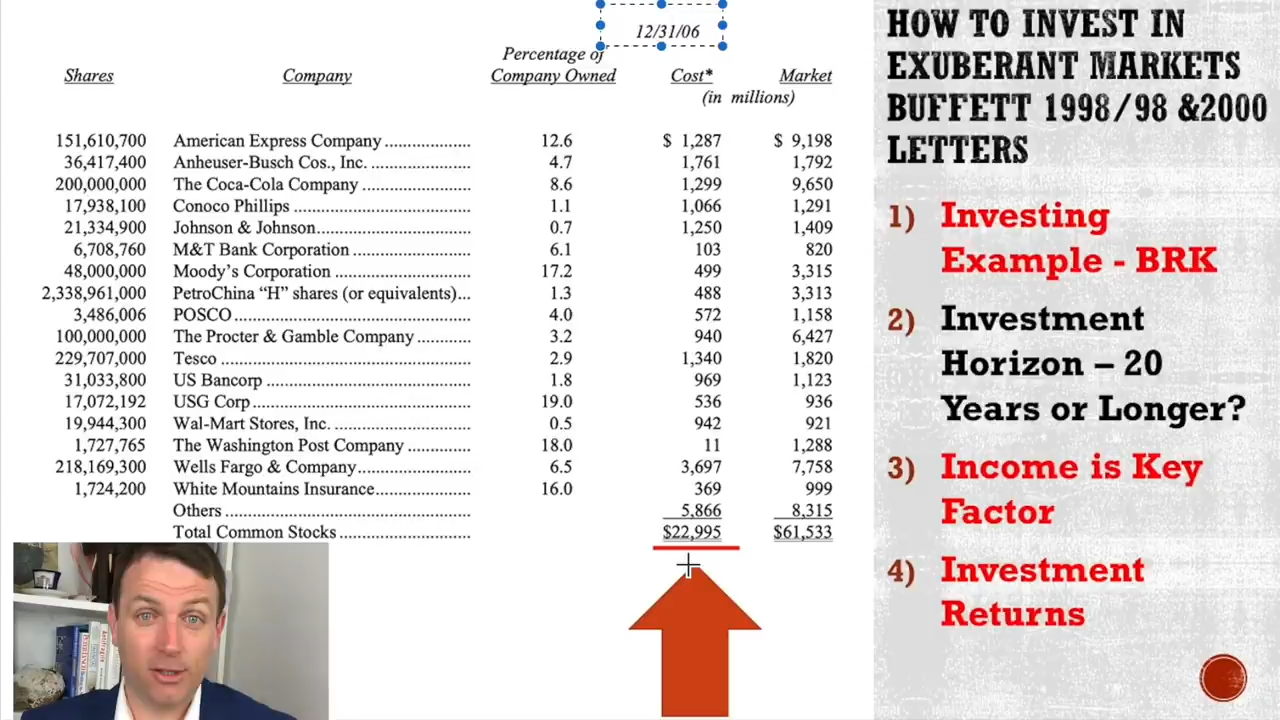 12/31/06
Percentage of
Shares Company Company Owned Cost* Market
(in millions)
151,610,700 American Express Company ................... 12.6 $ 1,287 $ 9,198
36,417,400 Anheuser-Busch Cos., Inc. ...................... 4.7 1,761 1,792
200,000,000 The Coca-Cola Company ........................ 8.6 1,299 9,650
17,938,100 Conoco Phillips ........................................ 1.1 1,066 1,291
21,334,900 Johnson & Johnson.................................. 0.7 1,250 1,409
6,708,760 M&T Bank Corporation ........................... 6.1 103 820
48,000,000 Moody’s Corporation .............................. 17.2 499 3,315
2,338,961,000 PetroChina “H” shares (or equivalents)... 1.3 488 3,313
3,486,006 POSCO..................................................... 4.0 572 1,158
100,000,000 The Procter & Gamble Company ............ 3.2 940 6,427
229,707,000 Tesco ........................................................ 2.9 1,340 1,820
31,033,800 US Bancorp .............................................. 1.8 969 1,123
17,072,192 USG Corp ................................................. 19.0 536 936
19,944,300 Wal-Mart Stores, Inc. .............................. 0.5 942 921
1,727,765 The Washington Post Company .............. 18.0 11 1,288
218,169,300 Wells Fargo & Company.......................... 6.5 3,697 7,758
1,724,200 White Mountains Insurance...................... 16.0 369 999
Others ....................................................... 5,866 8,315
Total Common Stocks .............................. $22,995 $61,533
HOW TO INVEST IN
EXUBERANT MARKETS
BUFFETT 1998/98 &2000
LETTERS
1) Investing
Example - BRK
2) Investment
Horizon – 20
Years or Longer?
3) Income is Key
Factor
4) Investment
Returns